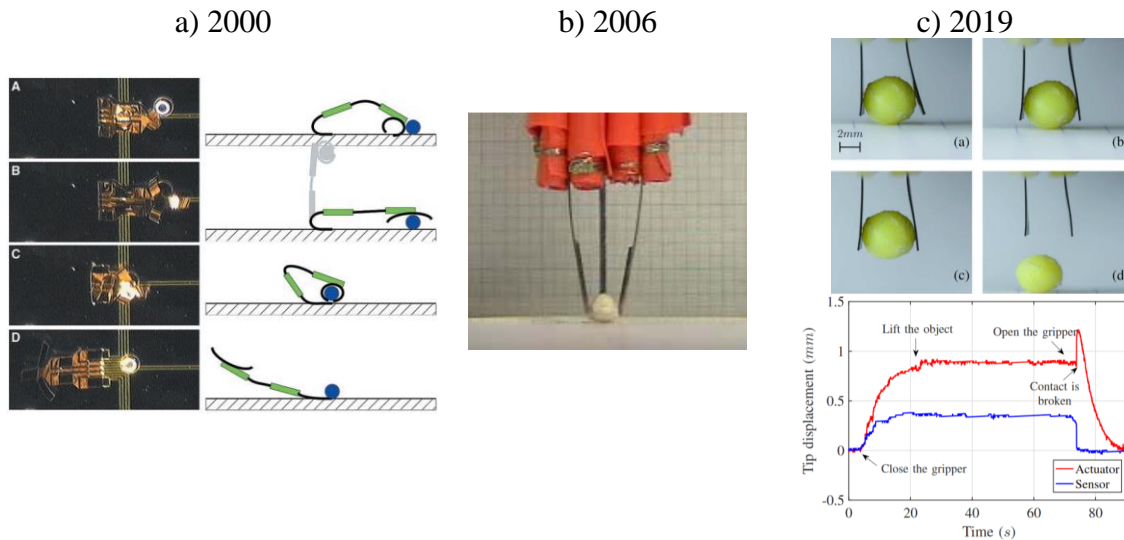 a) 2000
b) 2006
c) 2019
A
B
C
D
2mm
(a)
(b
(c)
(d
1.5
1
0.5
0
-0.5
Tip displacement (mm)
Lift the object
Open the gripper
Contact is
broken
Close the gripper
Actuator
Sensor
0
20
40
60
80
Time (s)